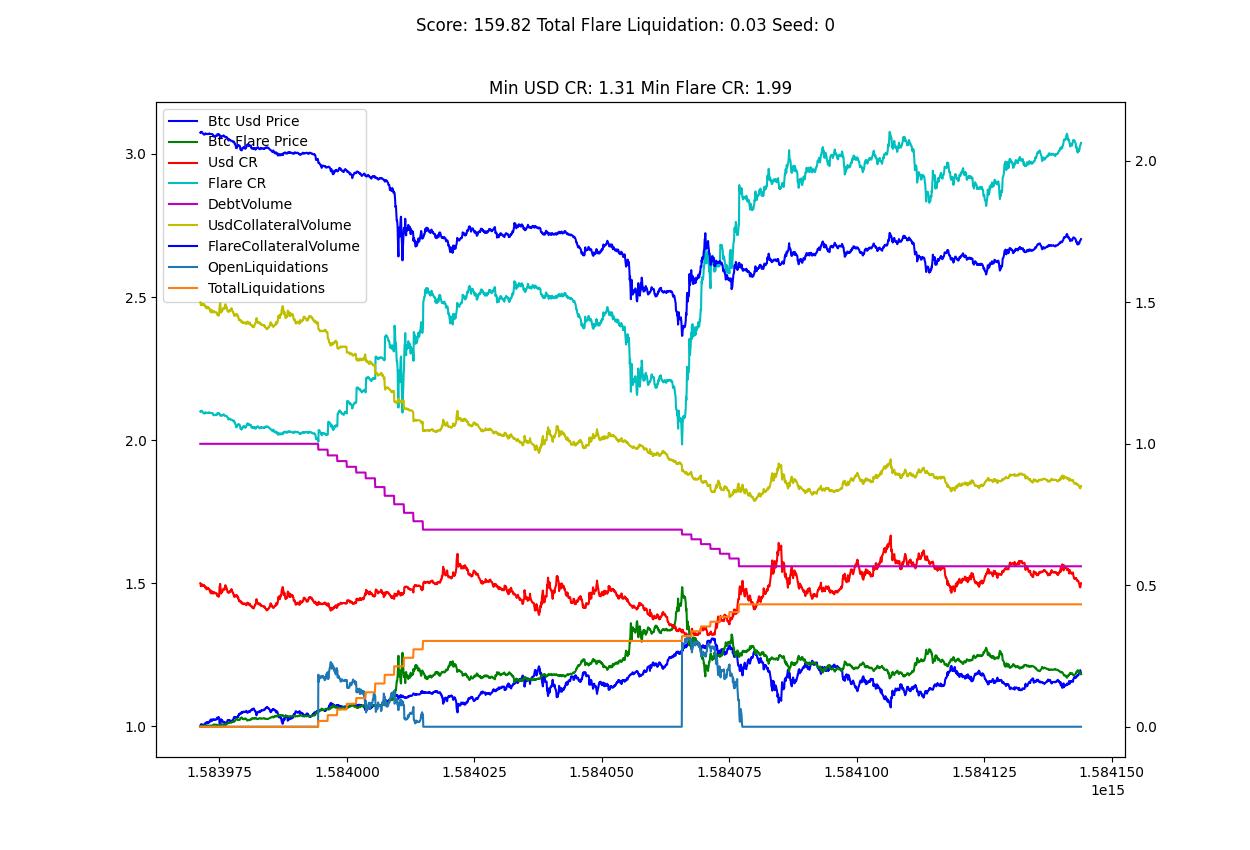 Score: 159.82 Total Flare Liquidation: 0.03 Seed: 0
Min USD CR: 1.31 Min Flare CR: 1.99
Btc Usd Price
Btc Flare Price
Usd CR
Flare CR
DebtVolume
UsdCollateralVolume
FlareCollateralVolume
OpenLiquidations
TotalLiquidations
3.0
2.5
2.0
1.5
1.0
2.0
1.5
1.0
0.5
0.0
1.583975 1.584000 1.584025 1.584050 1.584075 1.584100 1.584125 1.584150
1e15